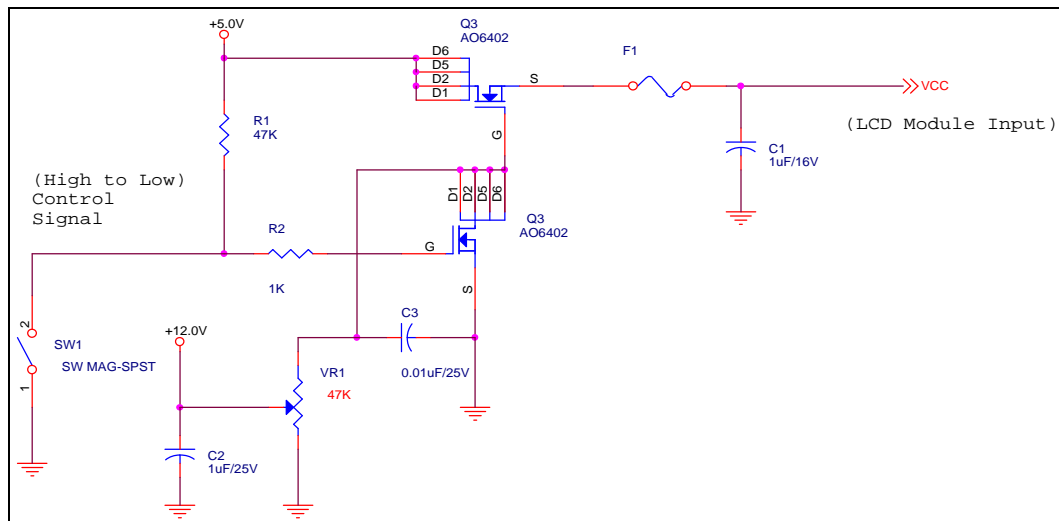 +5.0V
Q3
AO6402
D6
D5
D2
D1
S
G
F1
VCC
(LCD Module Input)
C1
1uF/16V
R1
47K
(High to Low)
Control
Signal
D1
D2
D5
D6
Q3
AO6402
R2
1K
G
S
2
SW1
SW MAG-SPST
1
+12.0V
C3
0.01uF/25V
VR1
47K
C2
1uF/25V